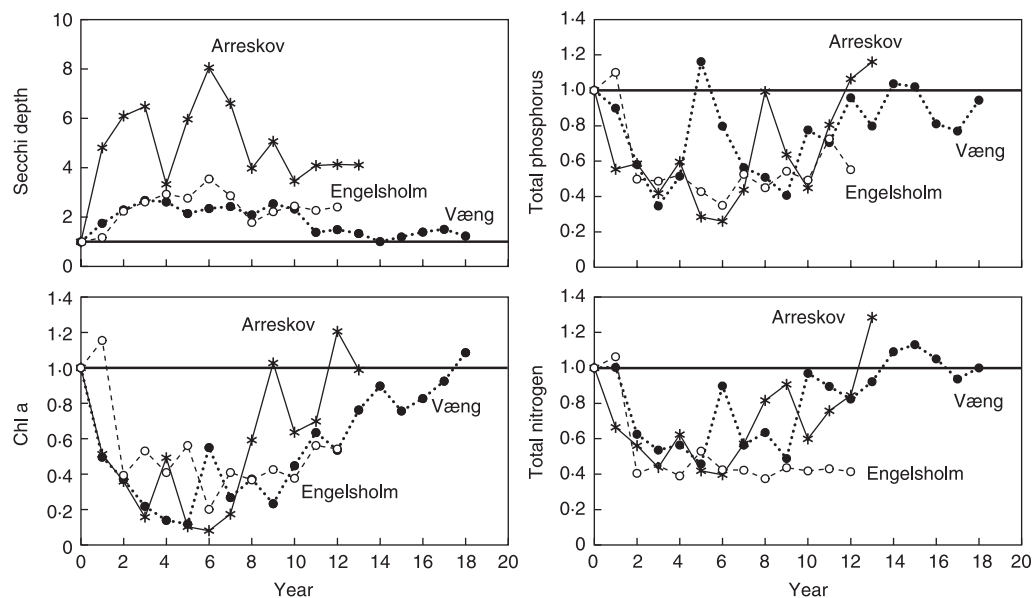 Secchi depth
10
8
6
4
2
0
Arreskov
Engelsholm
Væng
Total phosphorus
1·4
1·2
1·0
0·8
0·6
0·4
0·2
0
Arreskov
Væng
Engelsholm
Chl a
1·4
1·2
1.0
0·8
0·6
0·4
0·2
0
Arreskov
Væng
Engelsholm
0 2 4 6 8 10 12 14 16 18 20
Year
Total nitrogen
1·4
1·2
1.0
0·8
0·6
0·4
0·2
0
Arreskov
Væng
Engelsholm
0 2 4 6 8 10 12 14 16 18 20
Year